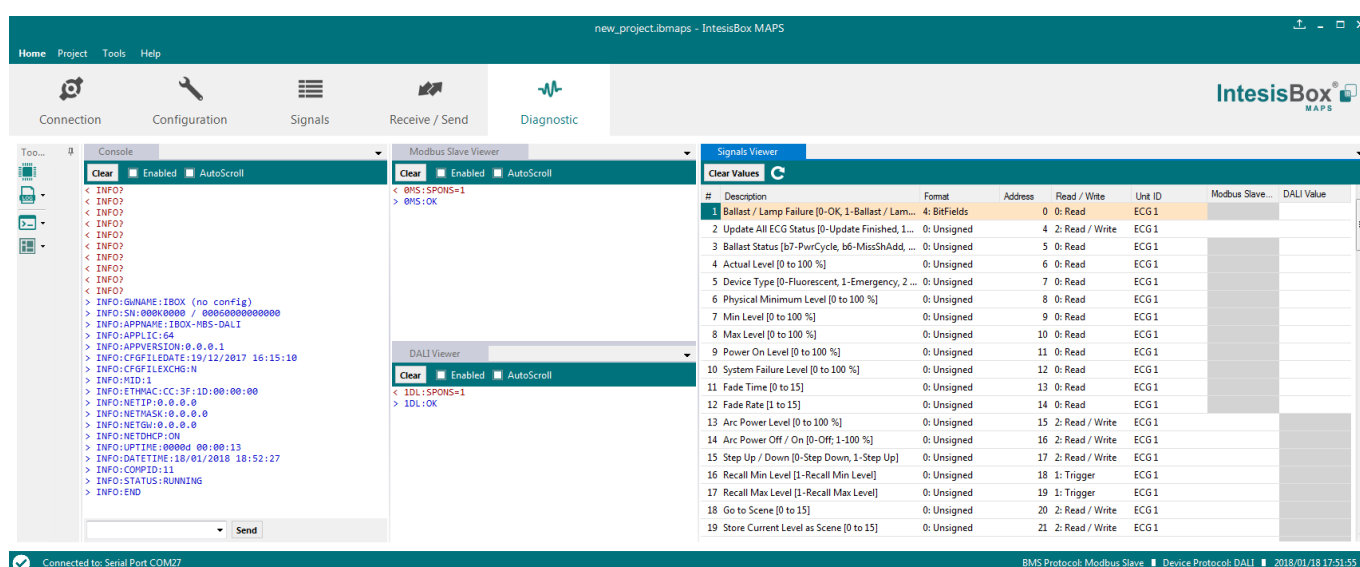 new_project.ibmaps - IntesisBox MAPS
Home Project Tools Help
Connection Configuration Signals Receive / Send Diagnostic
IntesisBox®
MAPS
Too...
Console
Clear Enabled AutoScroll
< INFO?
< INFO?
< INFO?
< INFO?
< INFO?
< INFO?
< INFO?
< INFO?
< INFO?
< INFO?
> INFO:GWNAME:IBOX (no config)
> INFO:SN:000K0000 / 00060000000000
> INFO:APPNAME:IBOX-MBS-DALI
> INFO:APPLIC:64
> INFO:APPVERSION:0.0.0.1
> INFO:CFGFILEDATE:19/12/2017 16:15:10
> INFO:CFGFILEXCHG:N
> INFO:MID:1
> INFO:ETHMAC:CC:3F:1D:00:00:00
> INFO:NETIP:0.0.0.0
> INFO:NETMASK:0.0.0.0
> INFO:NETGW:0.0.0.0
> INFO:NETDHCP:ON
> INFO:UPTIME:0000d 00:00:13
> INFO:DATETIME:18/01/2018 18:52:27
> INFO:COMPID:11
> INFO:STATUS:RUNNING
> INFO:END
Send
Modbus Slave Viewer
Clear Enabled AutoScroll
< 0MS:SPONS=1
> 0MS:OK
DALI Viewer
Clear Enabled AutoScroll
< 1DL:SPONS=1
> 1DL:OK
Signals Viewer
Clear Values
# Description Format Address Read / Write Unit ID Modbus Slave... DALI Value
1 Ballast / Lamp Failure [0-OK, 1-Ballast / Lam... 4: BitFields 0 0: Read ECG 1
2 Update All ECG Status [0-Update Finished, 1... 0: Unsigned 4 2: Read / Write ECG 1
3 Ballast Status [b7-PwrCycle, b6-MissShAdd, ... 0: Unsigned 5 0: Read ECG 1
4 Actual Level [0 to 100 %] 0: Unsigned 6 0: Read ECG 1
5 Device Type [0-Fluorescent, 1-Emergency, 2 ... 0: Unsigned 7 0: Read ECG 1
6 Physical Minimum Level [0 to 100 %] 0: Unsigned 8 0: Read ECG 1
7 Min Level [0 to 100 %] 0: Unsigned 9 0: Read ECG 1
8 Max Level [0 to 100 %] 0: Unsigned 10 0: Read ECG 1
9 Power On Level [0 to 100 %] 0: Unsigned 11 0: Read ECG 1
10 System Failure Level [0 to 100 %] 0: Unsigned 12 0: Read ECG 1
11 Fade Time [0 to 15] 0: Unsigned 13 0: Read ECG 1
12 Fade Rate [1 to 15] 0: Unsigned 14 0: Read ECG 1
13 Arc Power Level [0 to 100 %] 0: Unsigned 15 2: Read / Write ECG 1
14 Arc Power Off / On [0-Off; 1-100 %] 0: Unsigned 16 2: Read / Write ECG 1
15 Step Up / Down [0-Step Down, 1-Step Up] 0: Unsigned 17 2: Read / Write ECG 1
16 Recall Min Level [1-Recall Min Level] 0: Unsigned 18 1: Trigger ECG 1
17 Recall Max Level [1-Recall Max Level] 0: Unsigned 19 1: Trigger ECG 1
18 Go to Scene [0 to 15] 0: Unsigned 20 2: Read / Write ECG 1
19 Store Current Level as Scene [0 to 15] 0: Unsigned 21 2: Read / Write ECG 1
Connected to: Serial Port COM27
BMS Protocol: Modbus Slave Device Protocol: DALI 2018/01/18 17:51:55